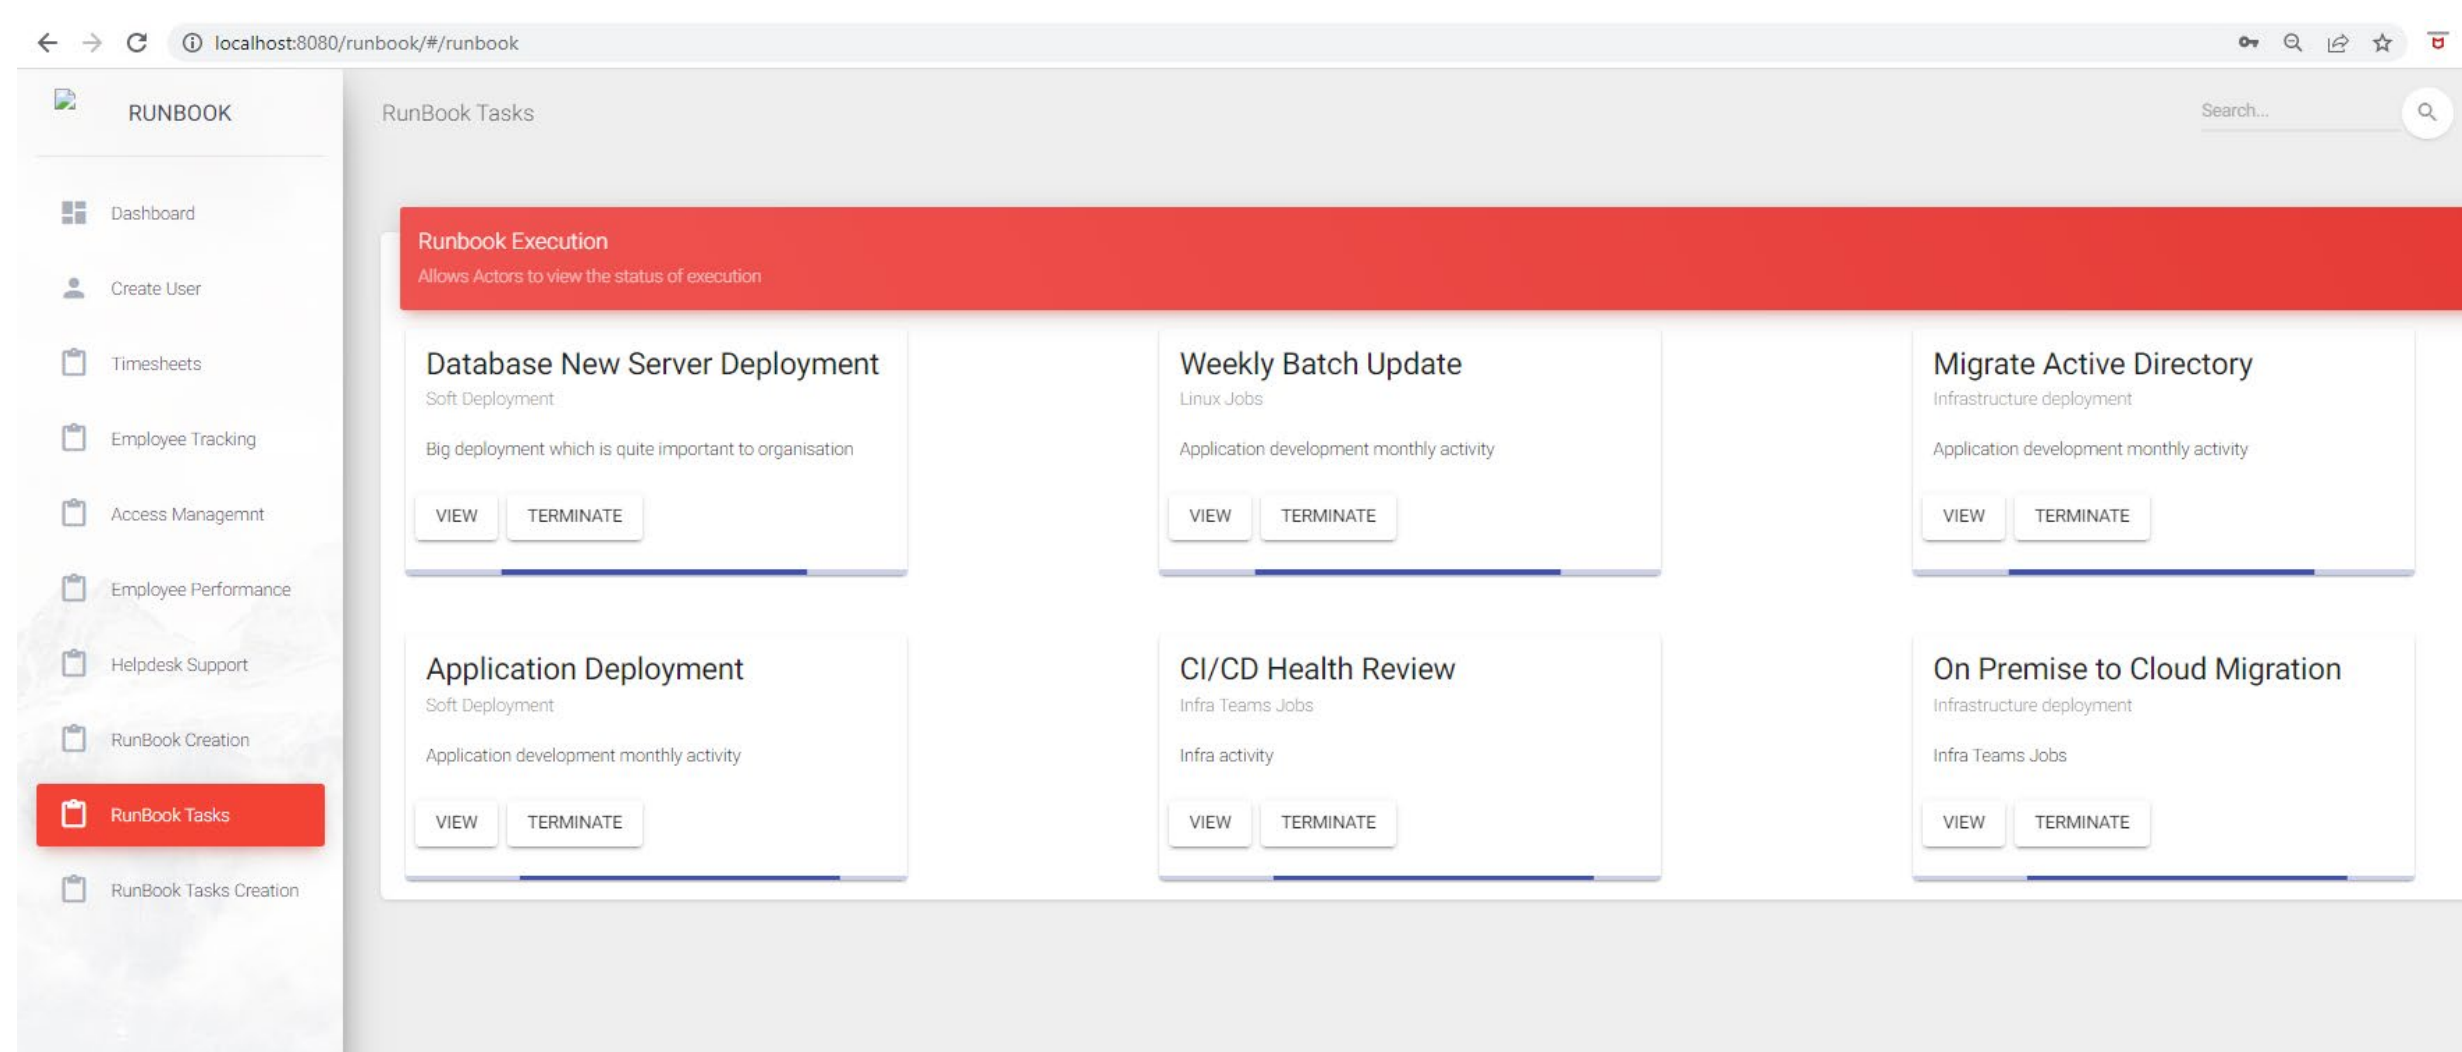 localhost:8080/runbook/#/runbook
RUNBOOK
RunBook Tasks
Search...
Dashboard
Create User
Timesheets
Employee Tracking
Access Managemnt
Employee Performance
Helpdesk Support
RunBook Creation
RunBook Tasks
RunBook Tasks Creation
Runbook Execution
Allows Actors to view the status of execution
Database New Server Deployment
Soft Deployment
Big deployment which is quite important to organisation
VIEW TERMINATE
Weekly Batch Update
Linux Jobs
Application development monthly activity
VIEW TERMINATE
Migrate Active Directory
Infrastructure deployment
Application development monthly activity
VIEW TERMINATE
Application Deployment
Soft Deployment
Application development monthly activity
VIEW TERMINATE
CI/CD Health Review
Infra Teams Jobs
Infra activity
VIEW TERMINATE
On Premise to Cloud Migration
Infrastructure deployment
Infra Teams Jobs
VIEW TERMINATE